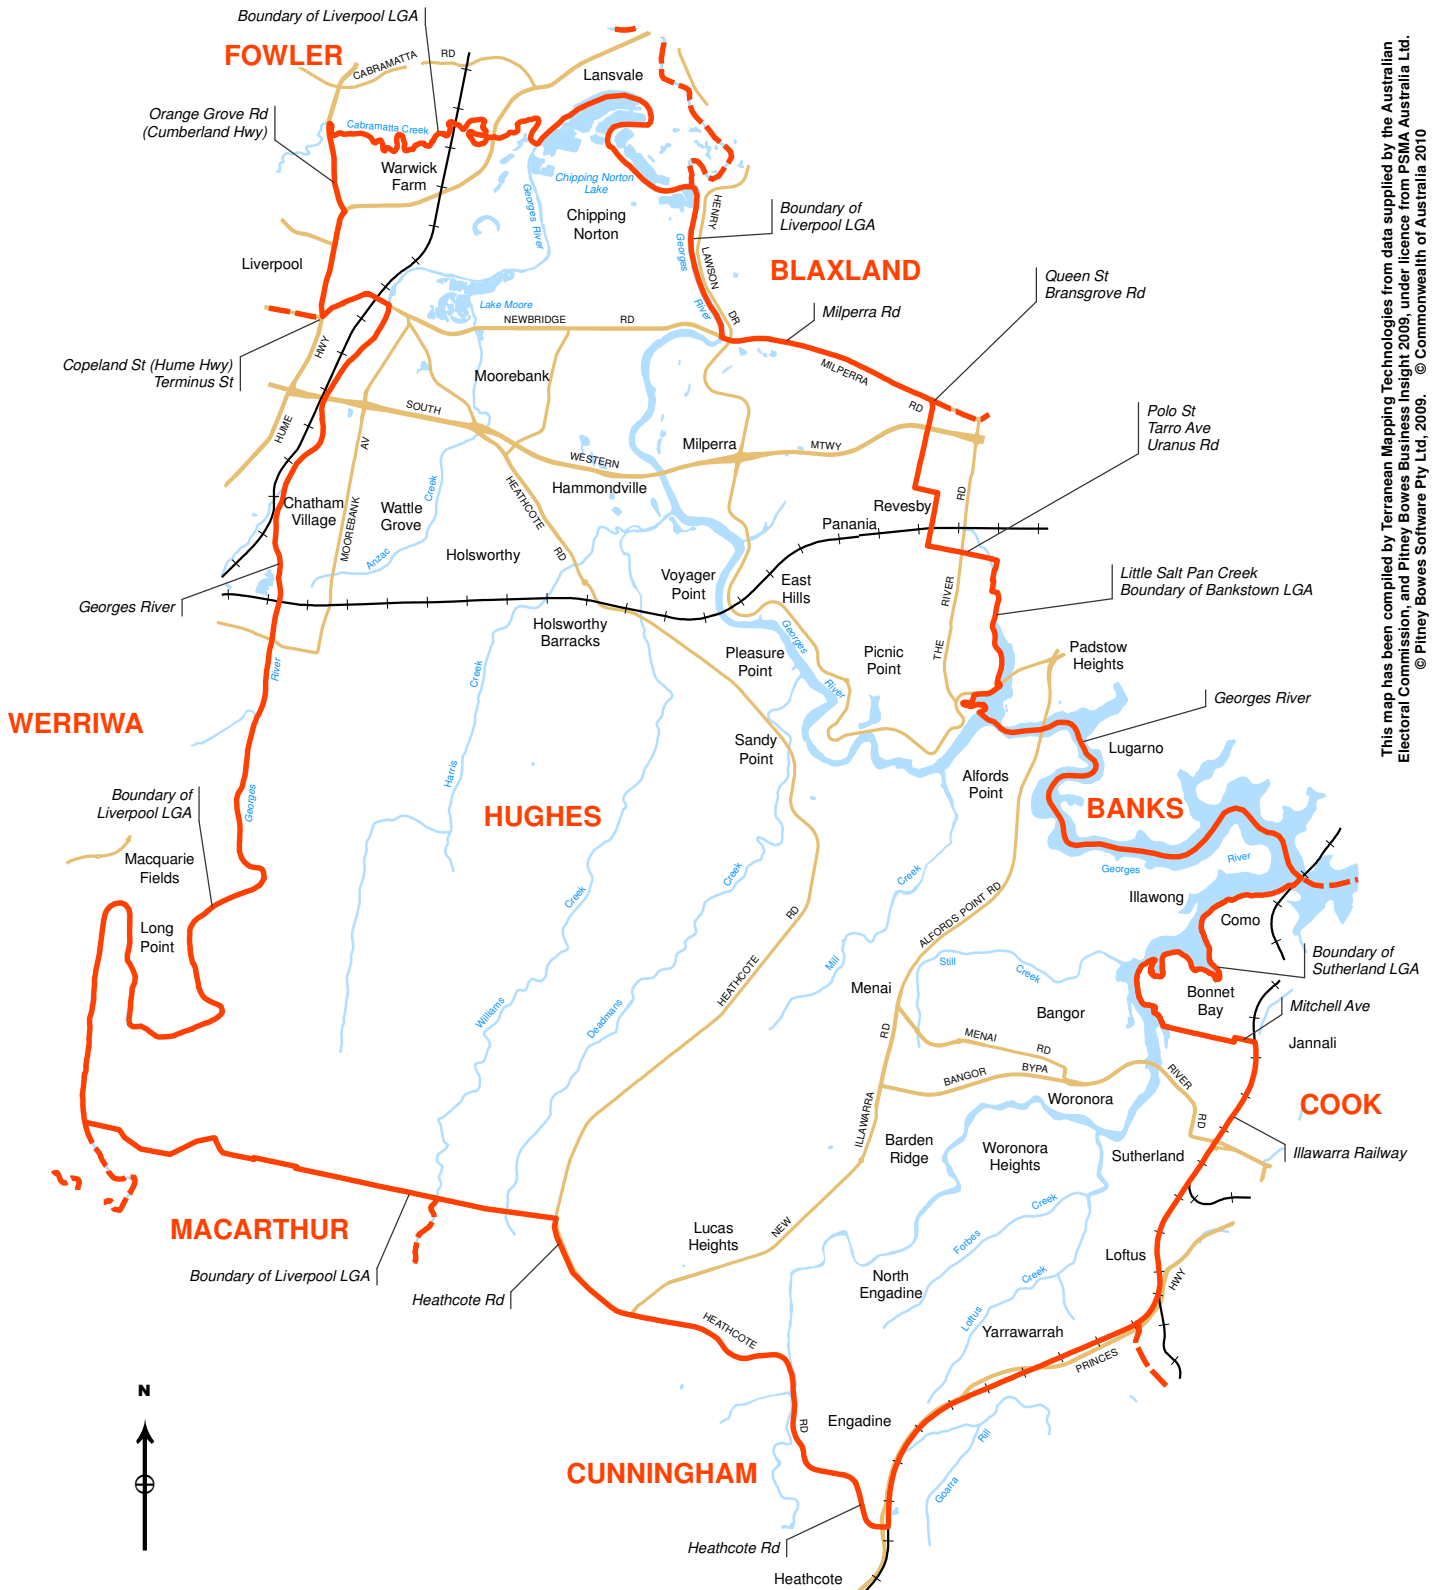 Boundary of Liverpool LGA
FOWLER
CABRAMATTA
RD
Lansvale
Orange Grove Rd
(Cumberland Hwy)
Cabramatta Creek
Warwick
Farm
Chipping Norton
Lake
Georges River
Chipping
Norton
HENRY
LAWSON
DR
Georges
River
Boundary of
Liverpool LGA
Liverpool
BLAXLAND
Queen St
Bransgrove Rd
Lake Moore
NEWBRIDGE
RD
Milperra Rd
Copeland St (Hume Hwy)
Terminus St
HWY
HUME
Moorebank
MILPERRA
RD
SOUTH
WESTERN
MTWY
Milperra
Polo St
Tarro Ave
Uranus Rd
AV
MOOREBANK
Chatham
Village
Wattle
Grove
Creek
Anzac
HEATHCOTE
RD
Hammondville
Revesby
Panania
RD
RIVER
THE
Holsworthy
Voyager
Point
East
Hills
Little Salt Pan Creek
Boundary of Bankstown LGA
Georges River
Holsworthy
Barracks
Georges
River
Pleasure
Point
Picnic
Point
Padstow
Heights
River
Georges
Creek
Harris
Georges River
WERRIWA
Sandy
Point
Lugarno
Alfords
Point
Boundary of
Liverpool LGA
HUGHES
BANKS
Macquarie
Fields
Creek
Williams
Creek
Deadmans
Creek
Mill
Georges
River
Illawong
Long
Point
RD
HEATHCOTE
ALFORDS POINT RD
Como
Boundary of
Sutherland LGA
Still
Creek
Menai
Bonnet
Bay
Mitchell Ave
Bangor
RD
ILLAWARRA
NEW
MENAI
RD
Jannali
BANGOR
BYPA
RIVER
RD
Woronora
COOK
Barden
Ridge
Woronora
Heights
Sutherland
Illawarra Railway
MACARTHUR
Creek
Forbes
Lucas
Heights
Boundary of Liverpool LGA
Heathcote Rd
North
Engadine
Creek
Loftus
Loftus
HWY
PRINCES
HEATHCOTE
RD
Yarrawarrah
N
Engadine
Rill
Goarra
CUNNINGHAM
Heathcote Rd
Heathcote
This map has been compiled by Terranean Mapping Technologies from data supplied by the Australian
Electoral Commission, and Pitney Bowes Business Insight 2009, under licence from PSMA Australia Ltd.
© Pitney Bowes Software Pty Ltd, 2009. © Commonwealth of Australia 2010